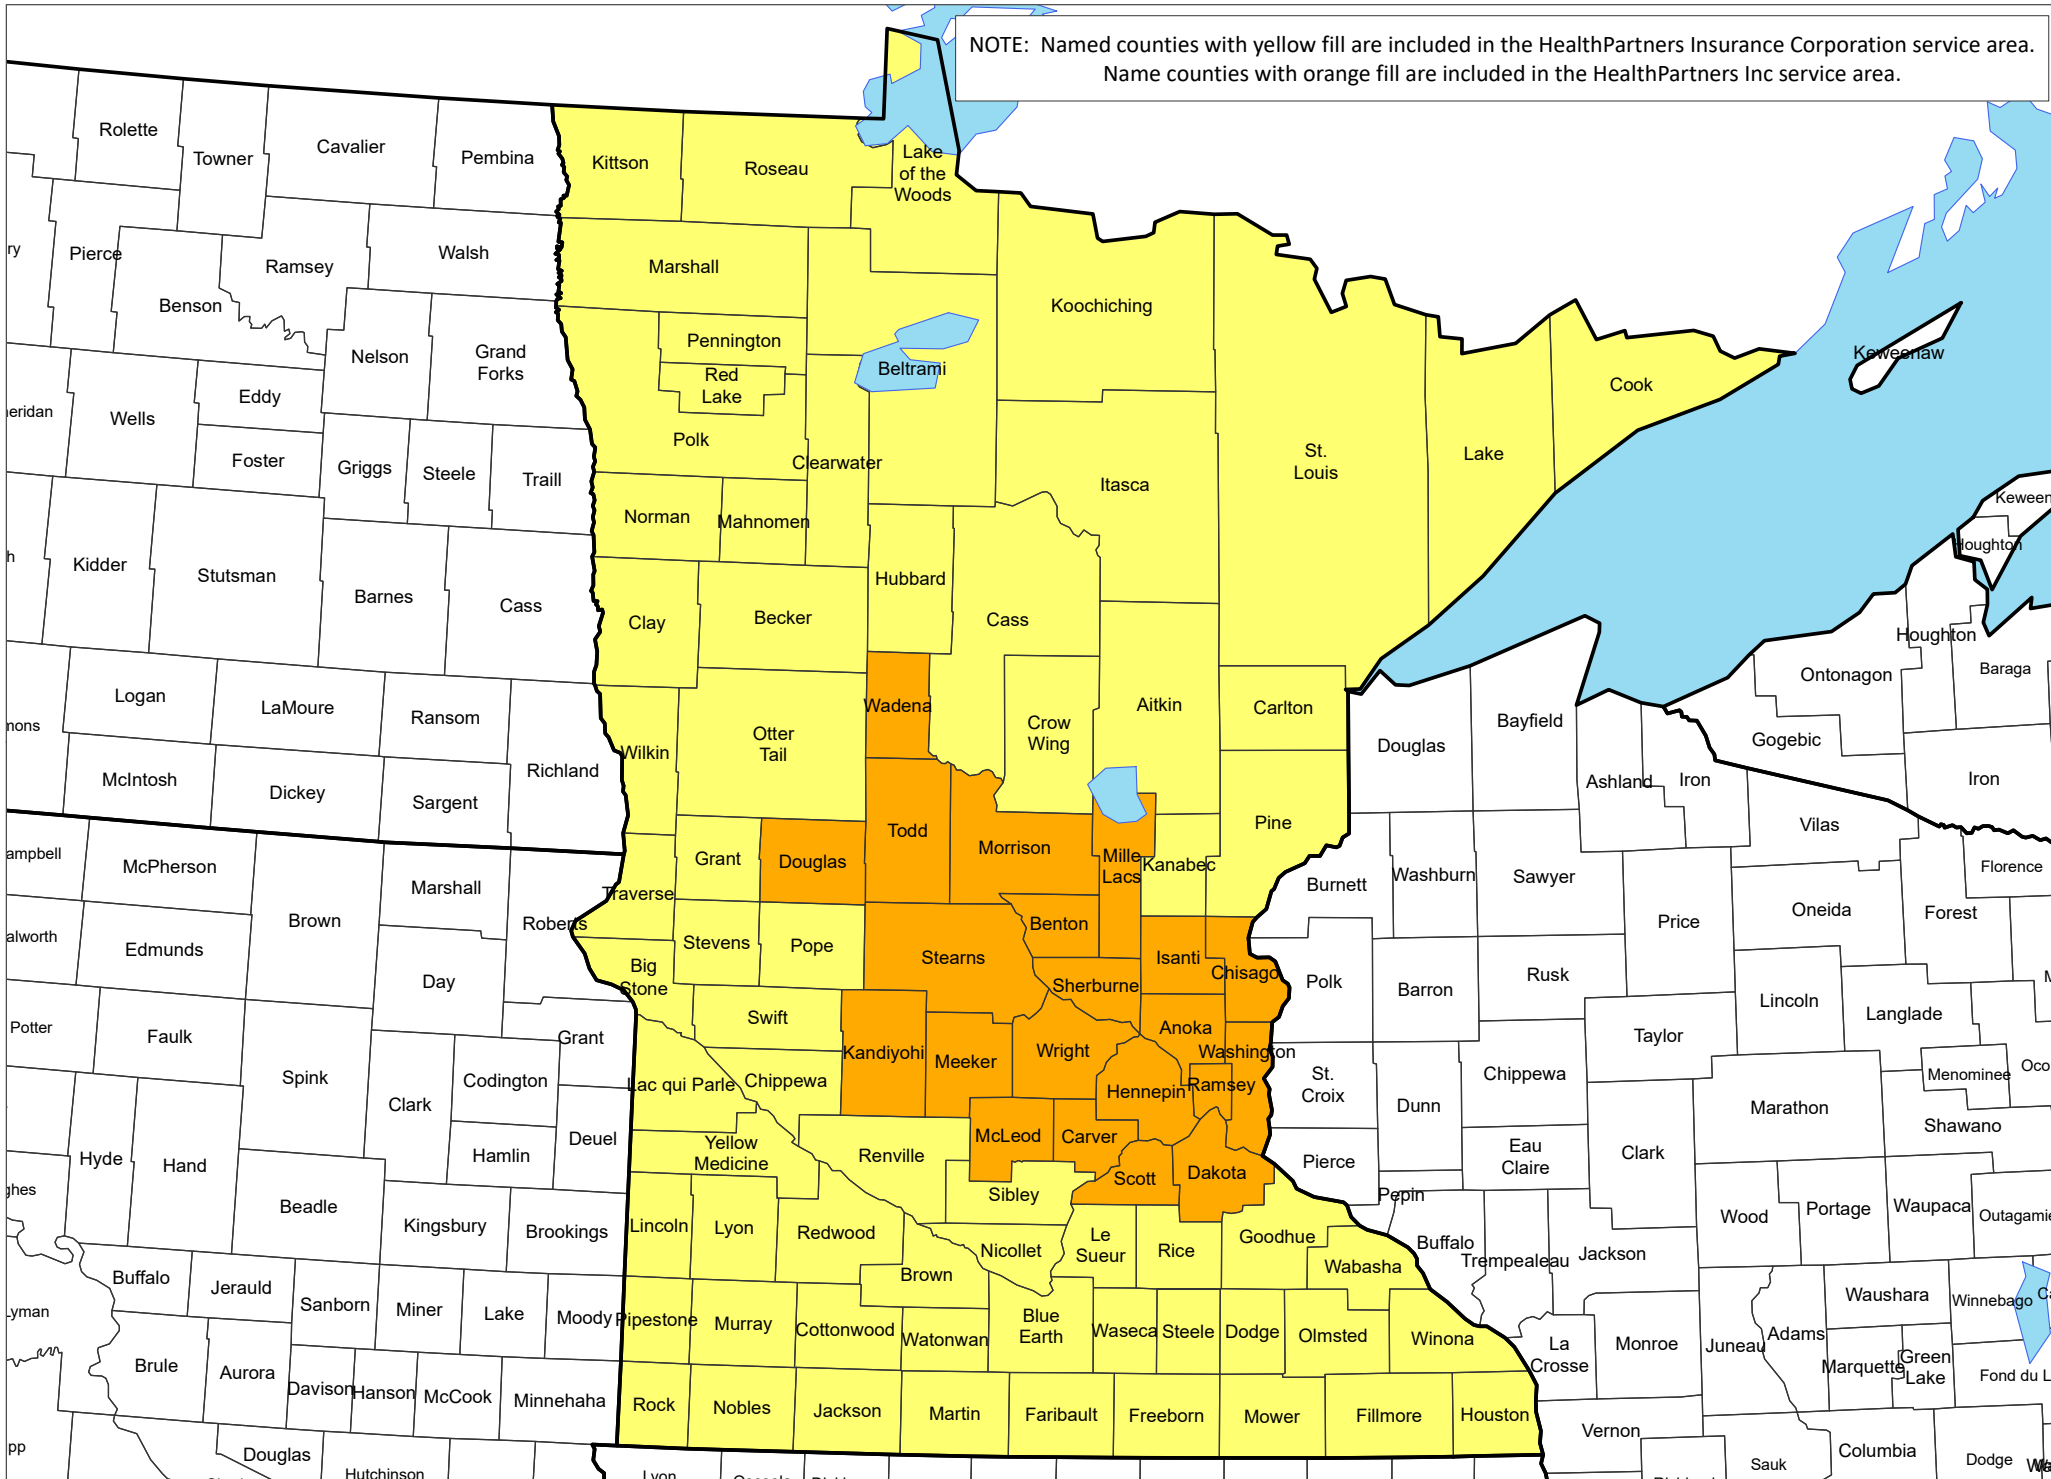 NOTE:  Named counties with yellow fill are included in the HealthPartners Insurance Corporation service area.
Name counties with orange fill are included in the HealthPartners Inc service area.
Rolette
Towner
Cavalier
Pembina
Kittson
Roseau
Lake
of the
Woods
ry
Pierce
Benson
Ramsey
Walsh
Marshall
Koochiching
Nelson
Grand
Forks
Pennington
Red
Lake
Beltrami
Keweenaw
Cook
eridan
Wells
Eddy
Foster
Griggs
Steele
Traill
Polk
Clearwater
Itasca
St.
Louis
Lake
Keween
Houghton
h
Kidder
Stutsman
Barnes
Cass
Norman
Mahnomen
Clay
Becker
Hubbard
Cass
Houghton
Ontonagon
Baraga
Gogebic
Iron
mons
Logan
LaMoure
Ransom
McIntosh
Dickey
Sargent
Richland
Wilkin
Otter
Tail
Wadena
Crow
Wing
Aitkin
Carlton
Douglas
Bayfield
Ashland
Iron
Vilas
Florence
ampbell
McPherson
Brown
Marshall
Roberts
Traverse
Grant
Douglas
Todd
Morrison
Mille
Lacs
Kanabec
Pine
Burnett
Washburn
Sawyer
Price
Oneida
Forest
alworth
Edmunds
Day
Big
Stone
Stevens
Pope
Stearns
Benton
Sherburne
Isanti
Chisago
Polk
Barron
Rusk
Lincoln
Langlade
M
Potter
Faulk
Spink
Grant
Codington
Clark
Swift
Kandiyohi
Meeker
Wright
Anoka
Washington
Hennepin
Ramsey
St.
Croix
Dunn
Chippewa
Taylor
Menominee
Oco
Marathon
Shawano
Lac qui Parle
Chippewa
Hyde
Hand
Hamlin
Deuel
Yellow
Medicine
Renville
McLeod
Carver
Scott
Dakota
Pierce
Eau
Claire
Clark
ghes
Beadle
Kingsbury
Brookings
Lincoln
Lyon
Redwood
Sibley
Nicollet
Le
Sueur
Rice
Goodhue
Wabasha
Pepin
Buffalo
Trempealeau
Jackson
Wood
Portage
Waupaca
Outagamie
Buffalo
Jerauld
Sanborn
Miner
Lake
Moody
Pipestone
Murray
Cottonwood
Brown
Watonwan
Blue
Earth
Waseca
Steele
Dodge
Olmsted
Winona
La
Crosse
Monroe
Juneau
Adams
Waushara
Winnebago
Ca
Marquette
Green
Lake
Fond du L
Lyman
Brule
Aurora
Davison
Hanson
McCook
Minnehaha
Rock
Nobles
Jackson
Martin
Faribault
Freeborn
Mower
Fillmore
Houston
Vernon
pp
Douglas
Hutchinson
Lyon
Sauk
Columbia
Dodge